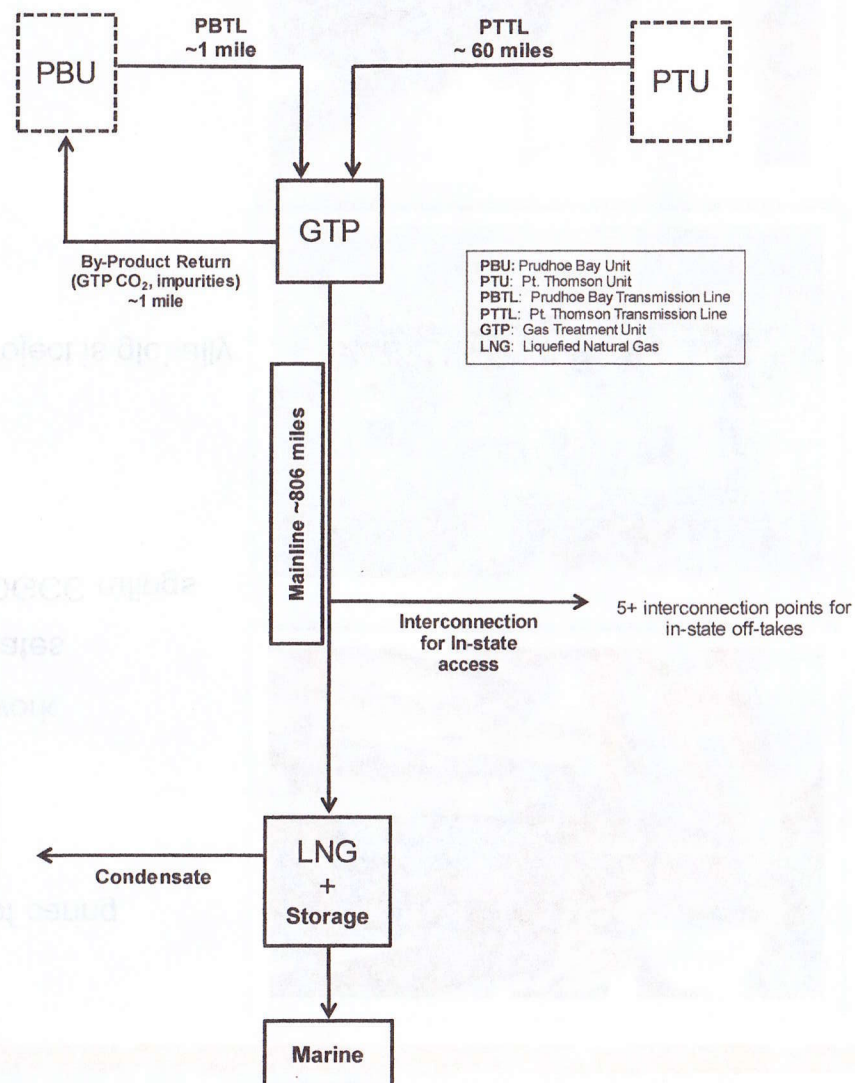 PBTL
~1 mile
PTTL
~ 60 miles
PBU
PTU
GTP
By-Product Return
(GTP CO₂, impurities)
~1 mile
PBU: Prudhoe Bay Unit
PTU: Pt. Thomson Unit
PBTL: Prudhoe Bay Transmission Line
PTTL: Pt. Thomson Transmission Line
GTP: Gas Treatment Unit
LNG: Liquefied Natural Gas
Mainline ~806 miles
Interconnection
for In-state
access
5+ interconnection points for
in-state off-takes
LNG
+
Storage
Condensate
Marine